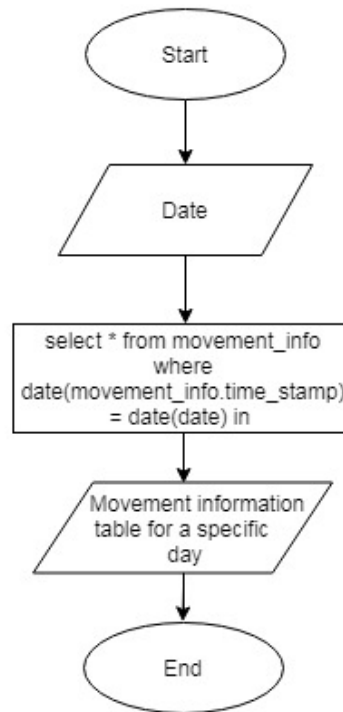 Start
Date
select * from movement_info
where
date(movement_info.time_stamp)
= date(date) in
Movement information
table for a specific
day
End